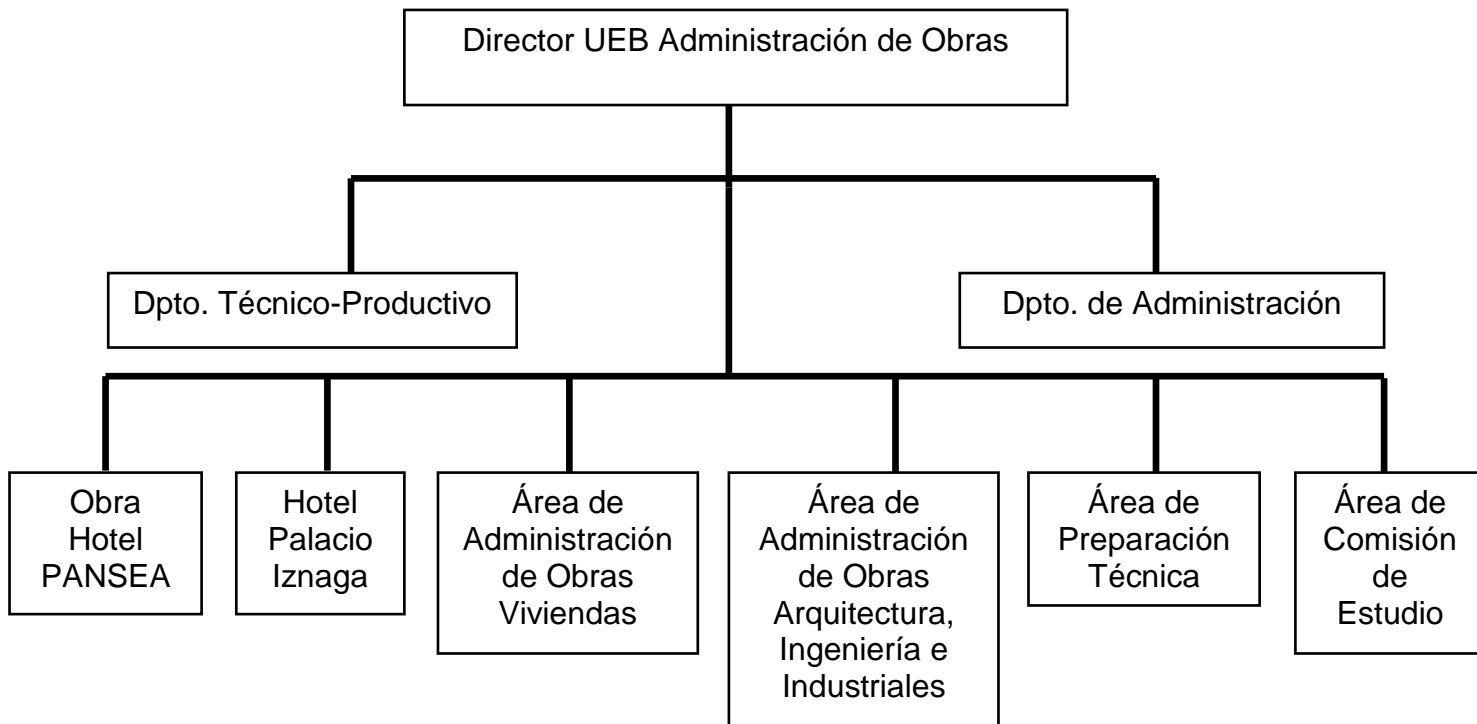 Director UEB Administración de Obras
Dpto. Técnico-Productivo
Dpto. de Administración
Obra
Hotel
PANSEA
Hotel
Palacio
Iznaga
Área de
Administración
de Obras
Viviendas
Área de
Administración
de Obras
Arquitectura,
Ingeniería e
Industriales
Área de
Preparación
Técnica
Área de
Comisión
de
Estudio